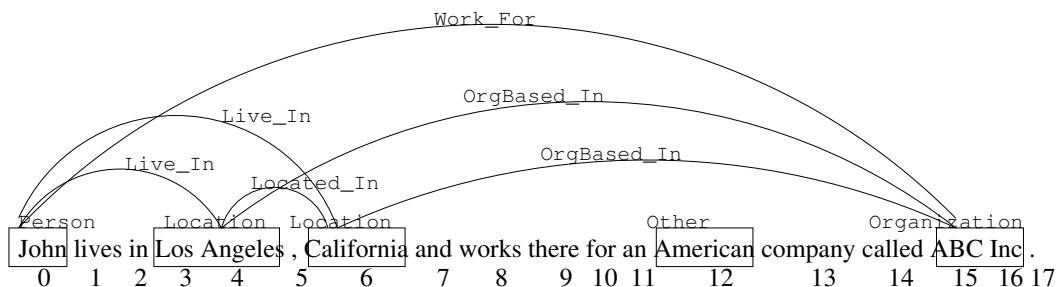 Work_For
OrgBased_In
Live_In
OrgBased_In
Live_In
Located_In
Person Location Location Other Organization
John lives in Los Angeles , California and works there for an American company called ABC Inc .
0 1 2 3 4 5 6 7 8 9 10 11 12 13 14 15 16 17